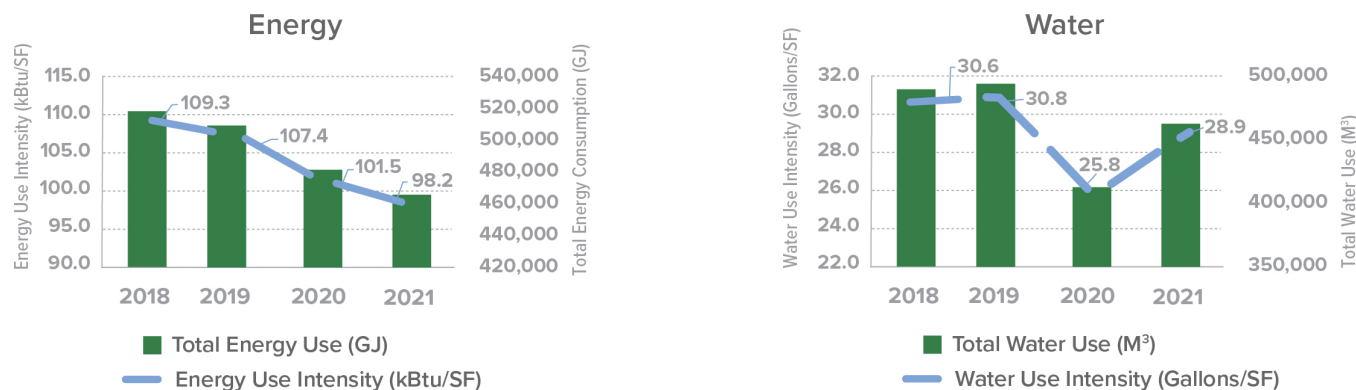 Energy
Energy Use Intensity (kBtu/SF)
115.0
110.0
105.0
100.0
95.0
90.0
109.3
107.4
101.5
98.2
540,000
520,000
500,000
480,000
460,000
440,000
420,000
Total Energy Consumption (GJ)
2018 2019 2020 2021
Total Energy Use (GJ)
Energy Use Intensity (kBtu/SF)
Water
Water Use Intensity (Gallons/SF)
32.0
30.0
28.0
26.0
24.0
22.0
30.6
30.8
25.8
28.9
500,000
450,000
400,000
350,000
Total Water Use (M³)
2018 2019 2020 2021
Total Water Use (M³)
Water Use Intensity (Gallons/SF)